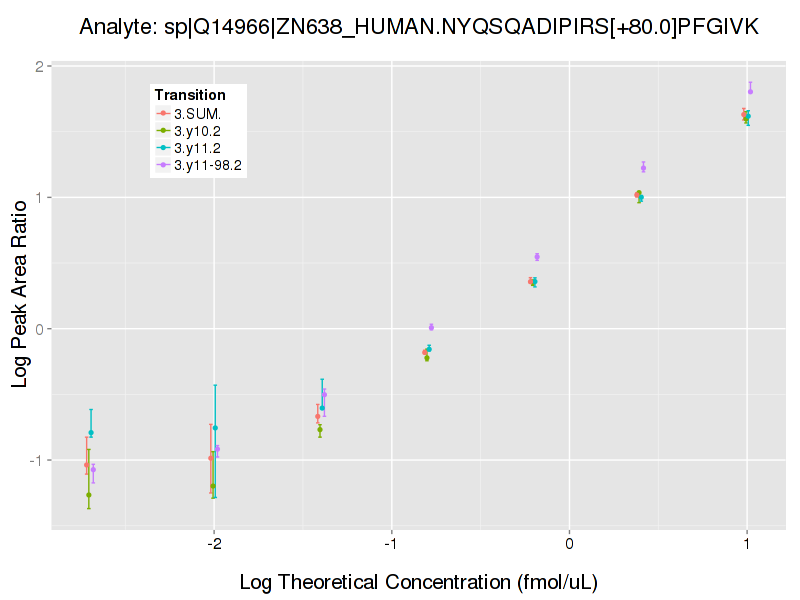 Analyte: sp|Q14966|ZN638_HUMAN.NYQSQADIPIRS[+80.0]PFGIVK
Transition
3.SUM.
3.y10.2
3.y11.2
3.y11-98.2
2
1
0
-1
Log Peak Area Ratio
-2
-1
0
1
Log Theoretical Concentration (fmol/uL)